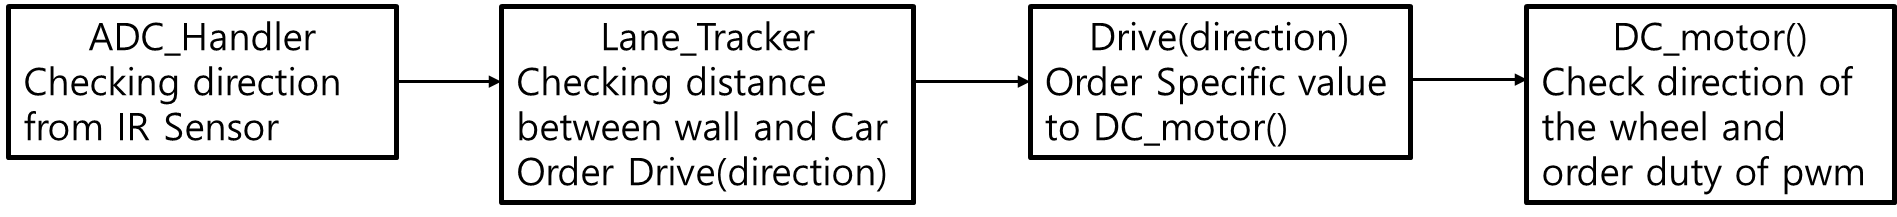 ADC_Handler
Checking direction
from IR Sensor
Lane_Tracker
Checking distance
between wall and Car
Order Drive(direction)
Drive(direction)
Order Specific value
to DC_motor()
DC_motor()
Check direction of
the wheel and
order duty of pwm